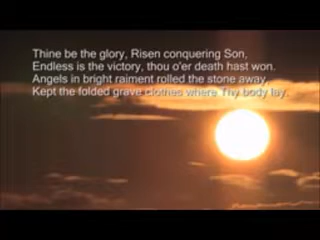 Thine be the glory, Risen conquering Son,
Endless is the victory, thou o'er death hast won.
Angels in bright raiment rolled the stone away,
Kept the folded grave clothes where Thy body lay.